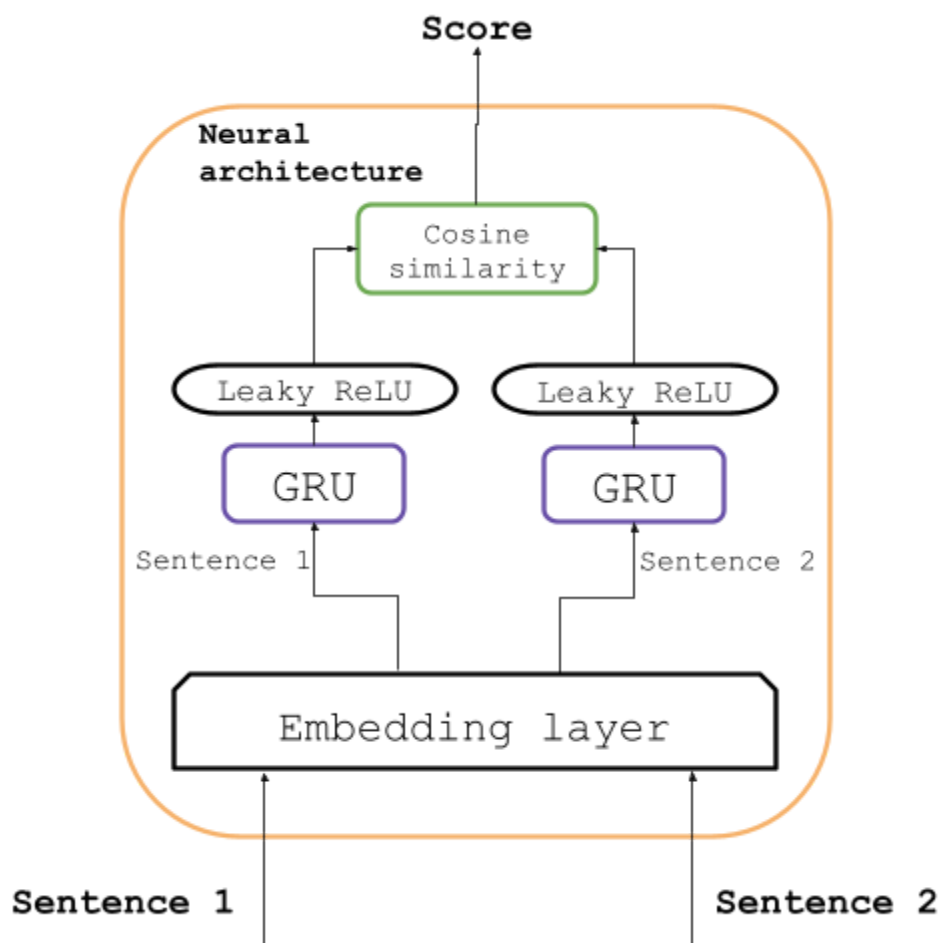 Score
Neural
architecture
Cosine
similarity
Leaky ReLU
Leaky ReLU
GRU
GRU
Sentence 1
Sentence 2
Embedding layer
Sentence 1
Sentence 2